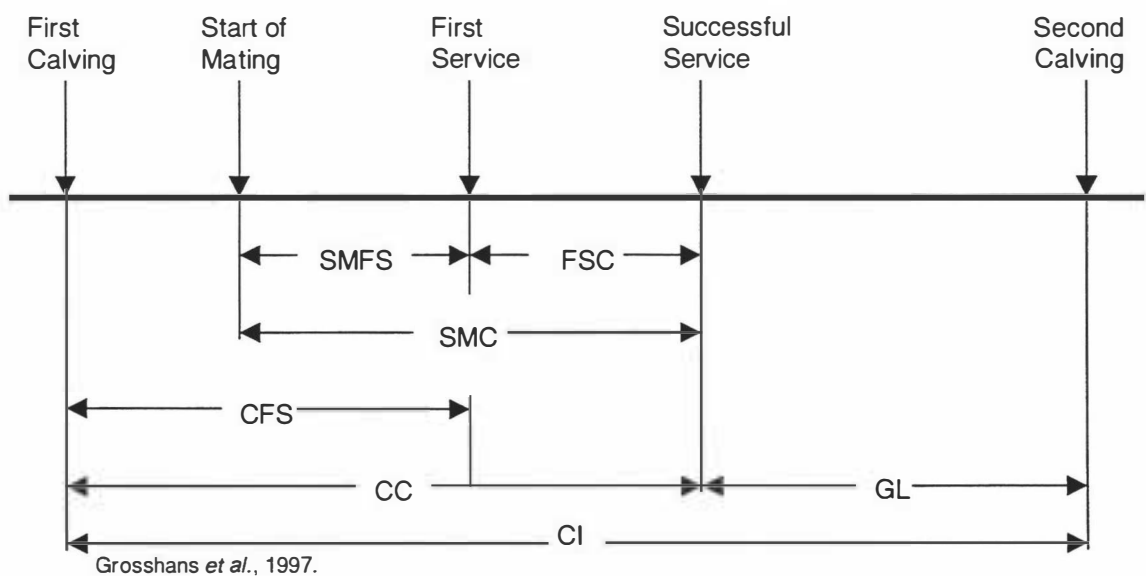 First Calving
Start of Mating
First Service
Successful Service
Second Calving
SMFS
FSC
SMC
CFS
CC
GL
CI
Grosshans et al., 1997.